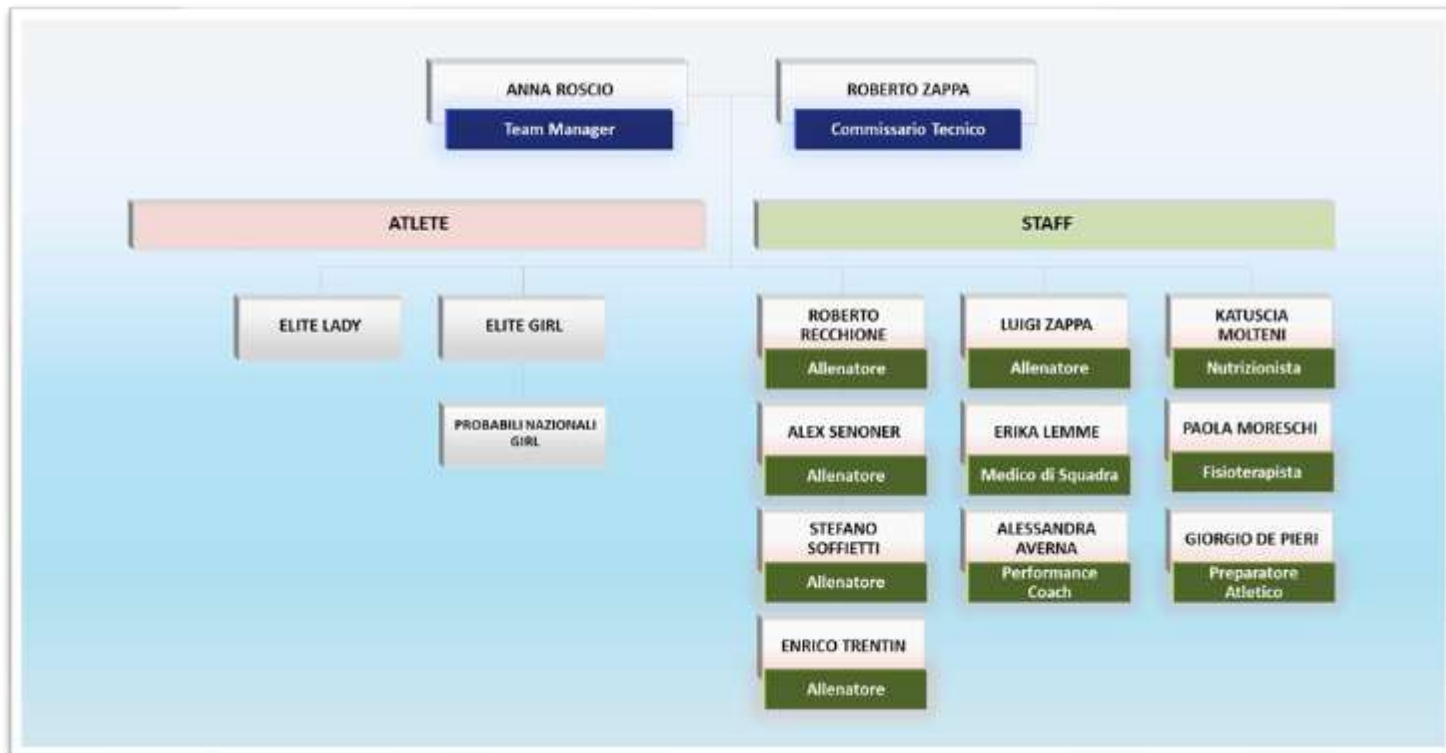 ANNA ROSCIO
Team Manager
ROBERTO ZAPPA
Commissario Tecnico
ATLETE
STAFF
ELITE LADY
ELITE GIRL
PROBABILI NAZIONALI
GIRL
ROBERTO
RECCHIONE
Allenatore
LUIGI ZAPPA
Allenatore
KATUSCIA
MOLTENI
Nutrizionista
ALEX SENONER
Allenatore
ERIKA LEMME
Medico di Squadra
PAOLA MORESCHI
Fisioterapista
STEFANO
SOFFIETTI
Allenatore
ALESSANDRA
AVERNA
Performance
Coach
GIORGIO DE PIERI
Preparatore
Atletico
ENRICO TRENTIN
Allenatore